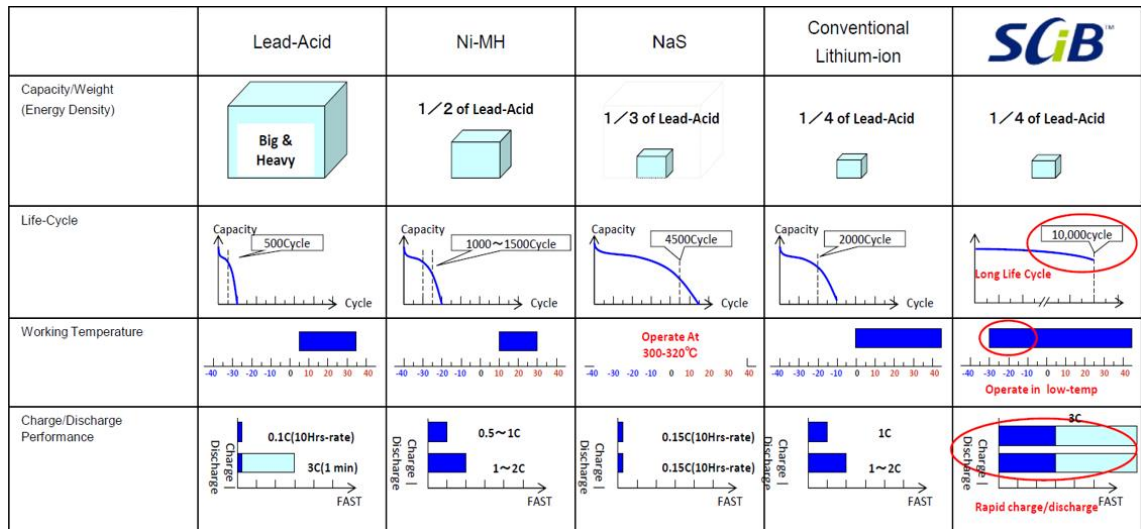 Lead-Acid
Ni-MH
NaS
Conventional
Lithium-ion
SCiB™
Capacity/Weight
(Energy Density)
Big &
Heavy
1／2 of Lead-Acid
1／3 of Lead-Acid
1／4 of Lead-Acid
1／4 of Lead-Acid
Life-Cycle
Capacity
500Cycle
Cycle
Capacity
1000～1500Cycle
Cycle
Capacity
4500Cycle
Cycle
Capacity
2000Cycle
Cycle
10,000cycle
Long Life Cycle
Working Temperature
-40 -30 -20 -10 0 10 20 30 40
-40 -30 -20 -10 0 10 20 30 40
Operate At
300-320℃
-40 -30 -20 -10 0 10 20 30 40
-40 -30 -20 -10 0 10 20 30 40
-40 -30 -20 -10 0 10 20 30 40
Operate in low-temp
Charge/Discharge
Performance
Charge |
Discharge
0.1C(10Hrs-rate)
3C(1 min)
FAST
Charge |
Discharge
0.5～1C
1～2C
FAST
Charge |
Discharge
0.15C(10Hrs-rate)
0.15C(10Hrs-rate)
FAST
Charge |
Discharge
1C
1～2C
FAST
Charge |
Discharge
3C
FAST
Rapid charge/discharge